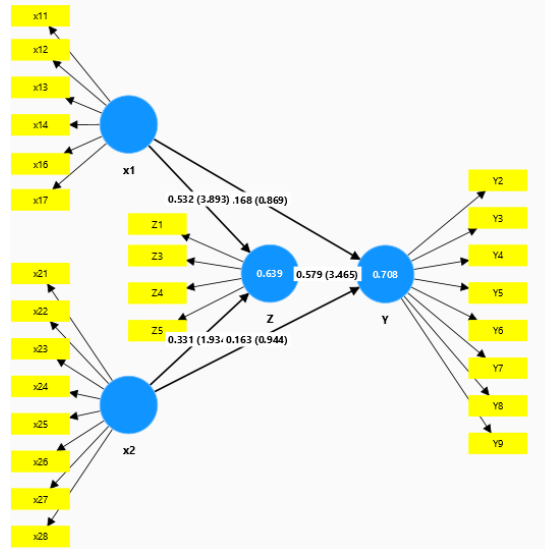 x11
x12
x13
x14
x16
x17
x1
0.532 (3.893)
.168 (0.869)
Z1
Z3
Z4
Z5
0.639
Z
0.579 (3.465)
0.708
Y
Y2
Y3
Y4
Y5
Y6
Y7
Y8
Y9
0.331 (1.93
0.163 (0.944)
x21
x22
x23
x24
x25
x26
x27
x28
x2